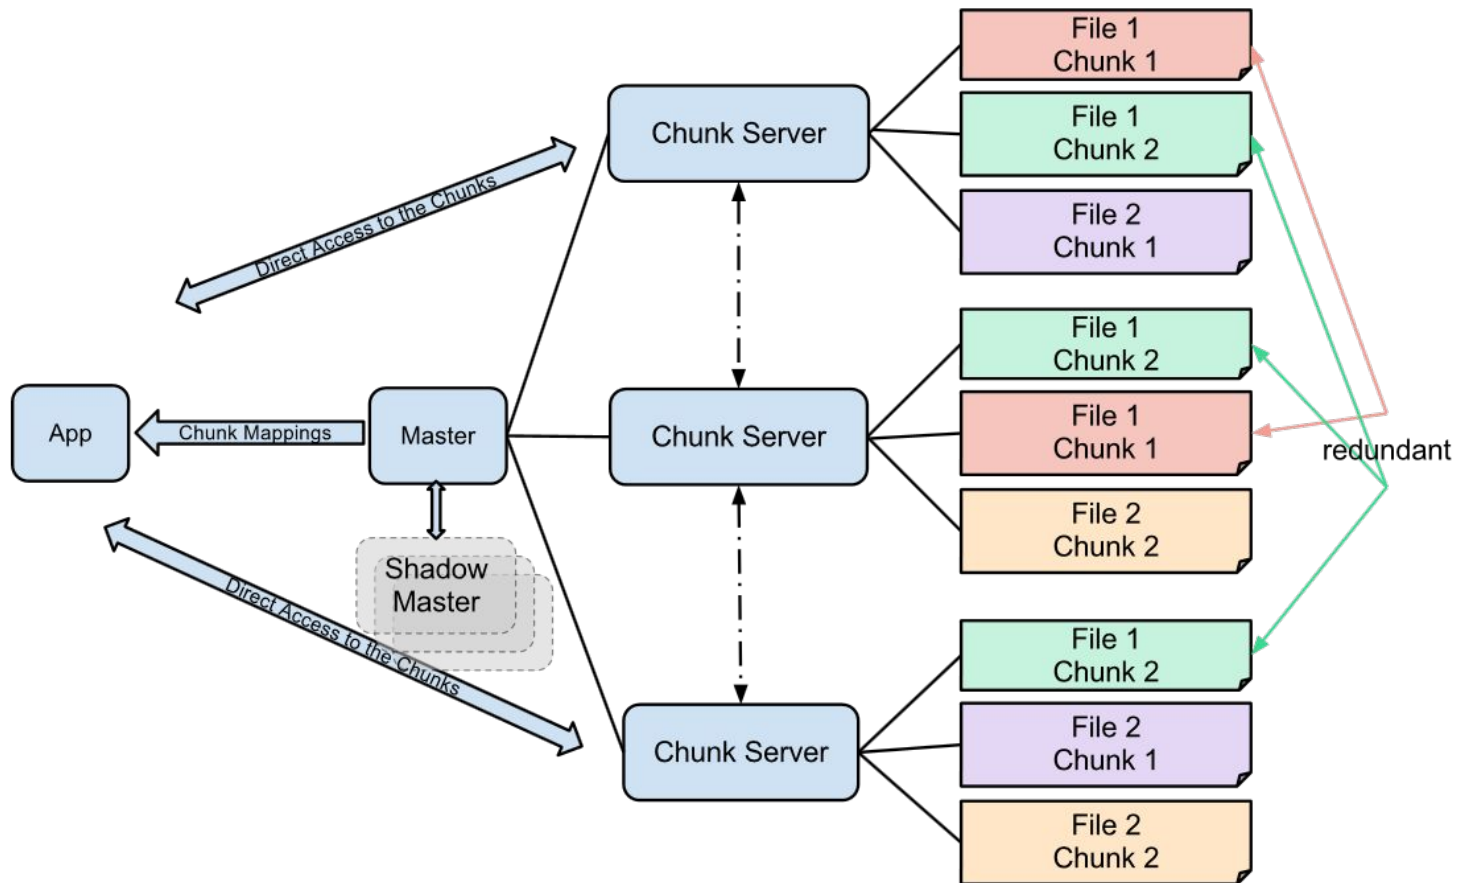 File 1
Chunk 1
File 1
Chunk 2
File 2
Chunk 1
Chunk Server
Direct Access to the Chunks
File 1
Chunk 2
File 1
Chunk 1
File 2
Chunk 2
redundant
App
Chunk Mappings
Master
Chunk Server
Shadow
Master
Direct Access to the Chunks
File 1
Chunk 2
File 2
Chunk 1
File 2
Chunk 2
Chunk Server